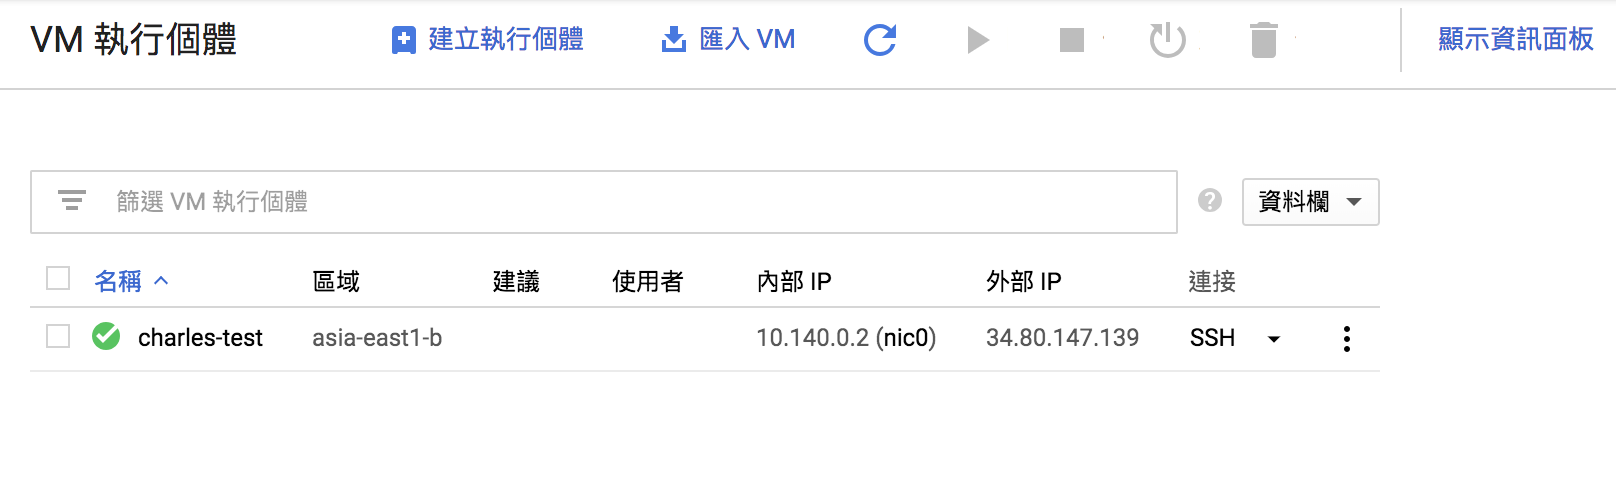 VM 執行個體 建立執行個體 匯入 VM 顯示資訊面板
篩選 VM 執行個體 ? 資料欄
名稱 區域 建議 使用者 內部 IP 外部 IP 連接
charles-test asia-east1-b 10.140.0.2 (nic0) 34.80.147.139 SSH